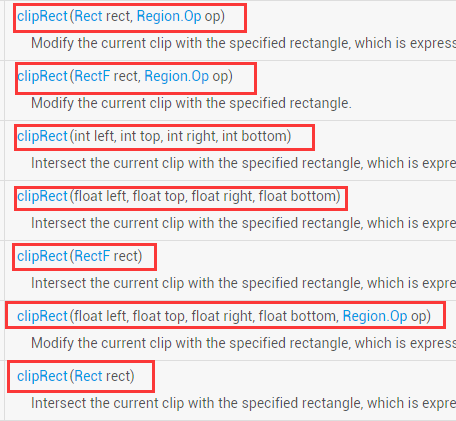 clipRect(Rect rect, Region.Op op)
Modify the current clip with the specified rectangle, which is expres
clipRect(RectF rect, Region.Op op)
Modify the current clip with the specified rectangle.
clipRect(int left, int top, int right, int bottom)
Intersect the current clip with the specified rectangle, which is expre
clipRect(float left, float top, float right, float bottom)
Intersect the current clip with the specified rectangle, which is expre
clipRect(RectF rect)
Intersect the current clip with the specified rectangle, which is expre
clipRect(float left, float top, float right, float bottom, Region.Op op)
Modify the current clip with the specified rectangle, which is express
clipRect(Rect rect)
Intersect the current clip with the specified rectangle, which is expre